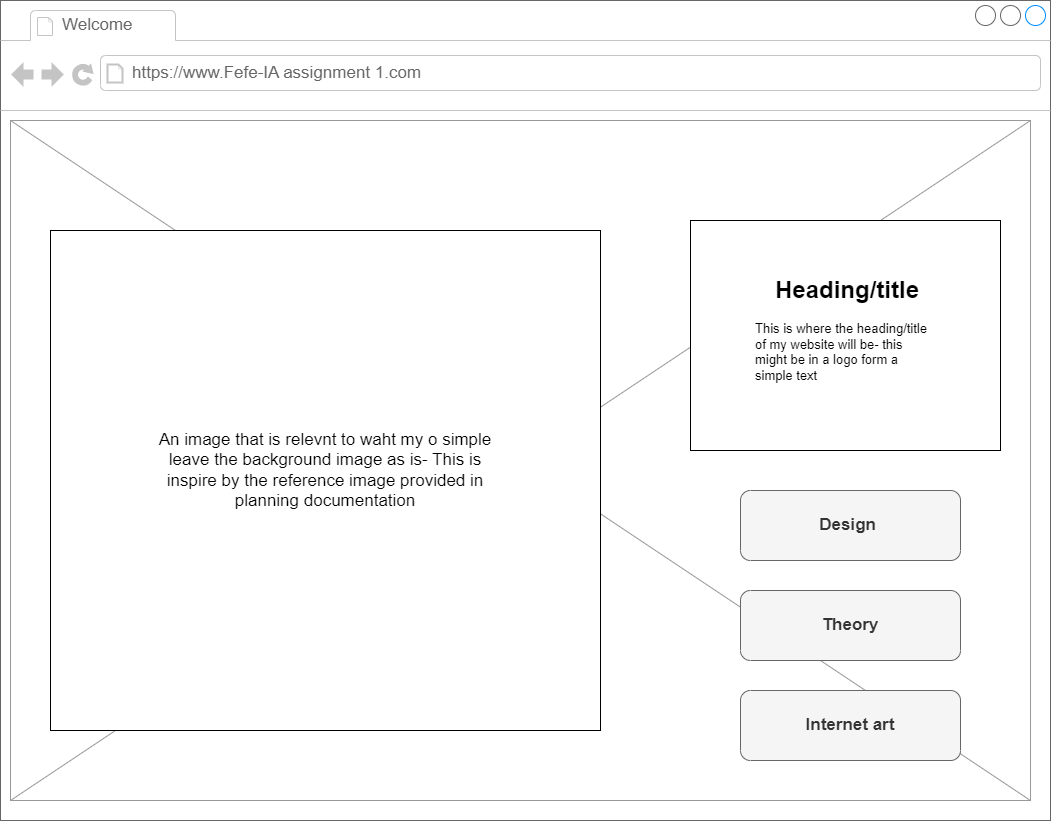 Welcome
https://www.Fefe-IA assignment 1.com
An image that is relevnt to waht my o simple
leave the background image as is- This is
inspire by the reference image provided in
planning documentation
Heading/title
This is where the heading/title
of my website will be- this
might be in a logo form a
simple text
Design
Theory
Internet art